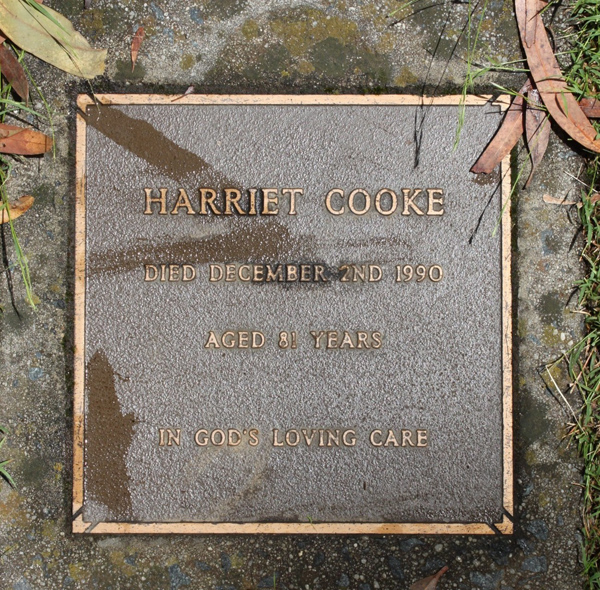 HARRIET COOKE
DIED DECEMBER 2ND 1990
AGED 81 YEARS
IN GOD'S LOVING CARE